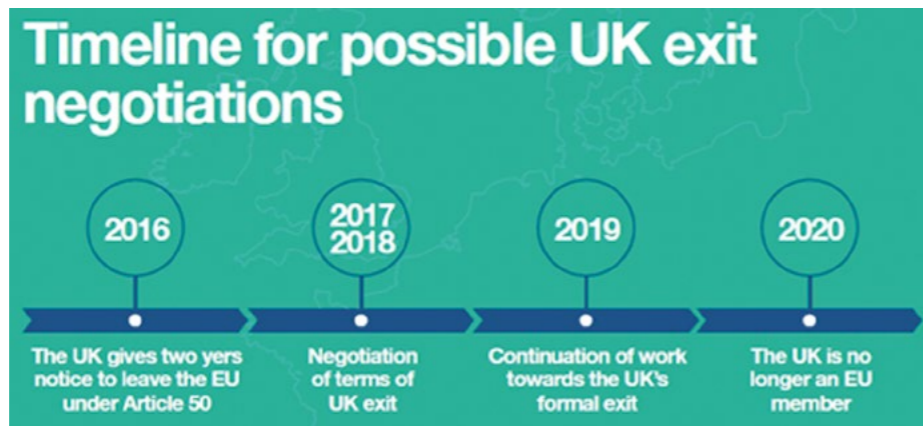 Timeline for possible UK exit
negotiations
2016
2017
2018
2019
2020
The UK gives two yers
notice to leave the EU
under Article 50
Negotiation
of terms of
UK exit
Continuation of work
towards the UK's
formal exit
The UK is no
longer an EU
member